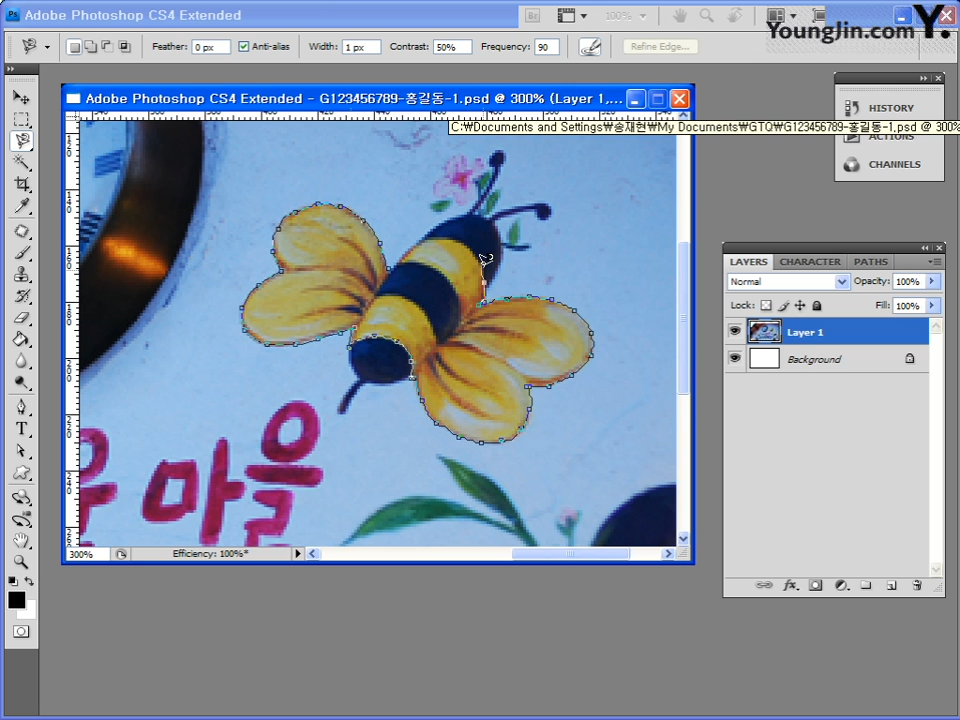 Adobe Photoshop CS4 Extended
Br
100%
YoungJin.com Y.
Feather: 0 px
Anti-alias
Width: 1 px
Contrast: 50%
Frequency: 90
Refine Edge...
Adobe Photoshop CS4 Extended - G123456789-홍길동-1.psd @ 300% (Layer 1,...
C:₩Documents and Settings₩송재현₩My Documents₩GTQ₩G123456789-홍길동-1.psd @ 300%
HISTORY
ACTIONS
CHANNELS
LAYERS CHARACTER PATHS
Normal
Opacity: 100%
Lock:
Fill: 100%
Layer 1
Background
마을
300%
Efficiency: 100%*
T
fx